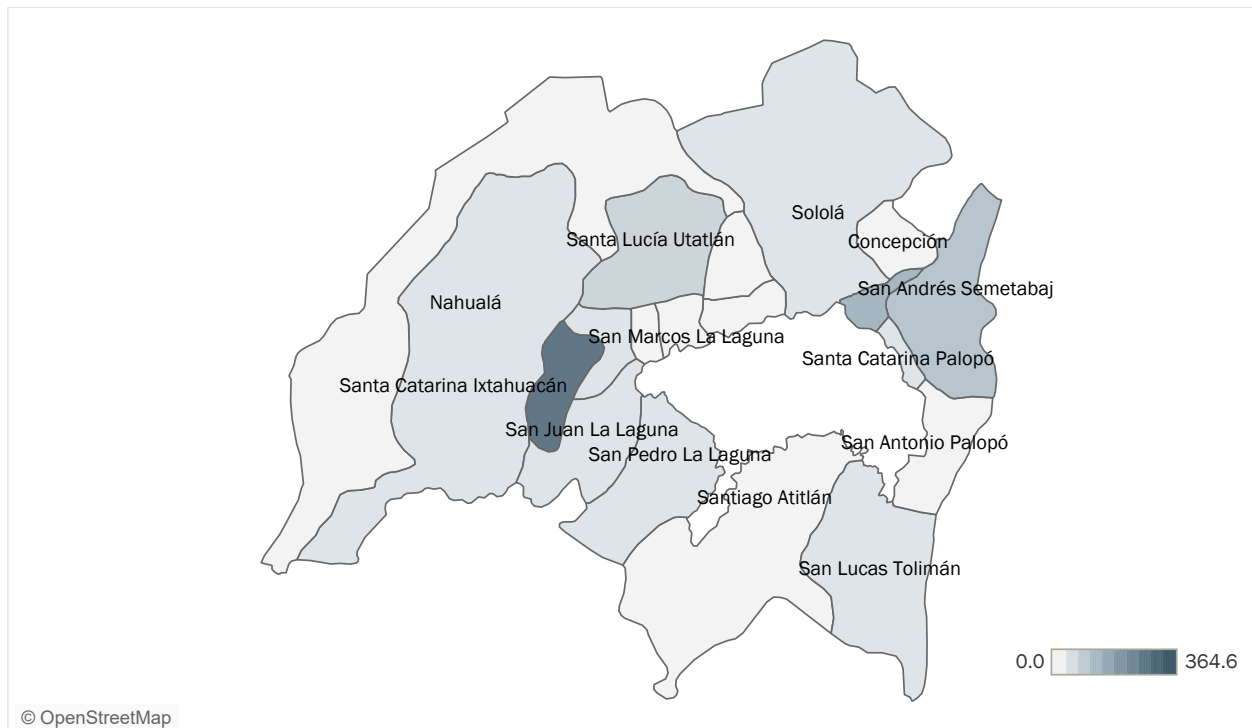 Sololá
Santa Lucía Utatlán
Concepción
San Andrés Semetabaj
Nahualá
San Marcos La Laguna
Santa Catarina Palopó
Santa Catarina Ixtahuacán
San Juan La Laguna
San Antonio Palopó
San Pedro La Laguna
Santiago Atitlán
San Lucas Tolimán
0.0 364.6
© OpenStreetMap